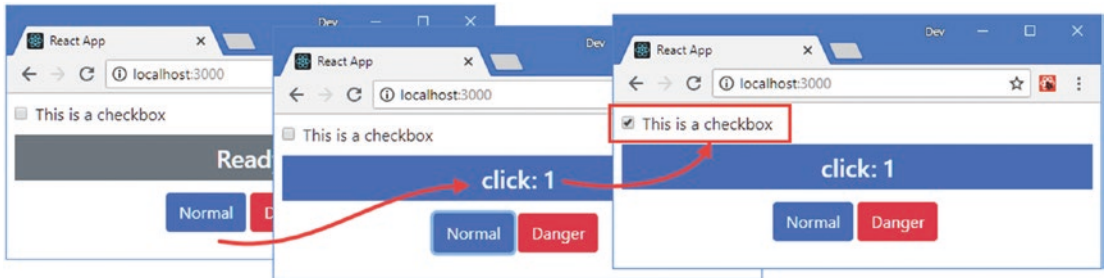 Dev
React App
localhost:3000
This is a checkbox
Normal
Dev
React App
localhost:3000
This is a checkbox
click: 1
Normal Danger
Dev
React App
localhost:3000
This is a checkbox
click: 1
Normal Danger